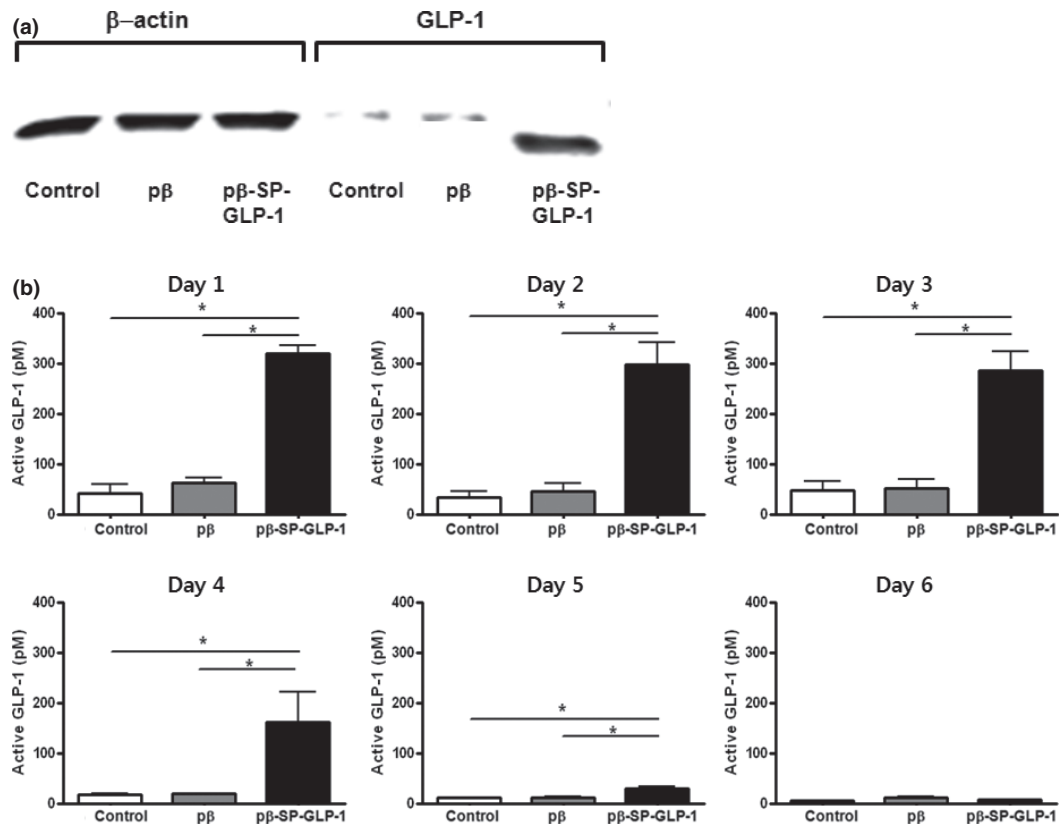 (a)
β–actin GLP-1
Control pβ pβ-SP-GLP-1 Control pβ pβ-SP-GLP-1
(b)
Day 1
Active GLP-1 (pM)
400
300
200
100
0
* *
Control pβ pβ-SP-GLP-1
Day 2
Active GLP-1 (pM)
400
300
200
100
0
* *
Control pβ pβ-SP-GLP-1
Day 3
Active GLP-1 (pM)
400
300
200
100
0
* *
Control pβ pβ-SP-GLP-1
Day 4
Active GLP-1 (pM)
400
300
200
100
0
* *
Control pβ pβ-SP-GLP-1
Day 5
Active GLP-1 (pM)
400
300
200
100
0
* *
Control pβ pβ-SP-GLP-1
Day 6
Active GLP-1 (pM)
400
300
200
100
0
Control pβ pβ-SP-GLP-1